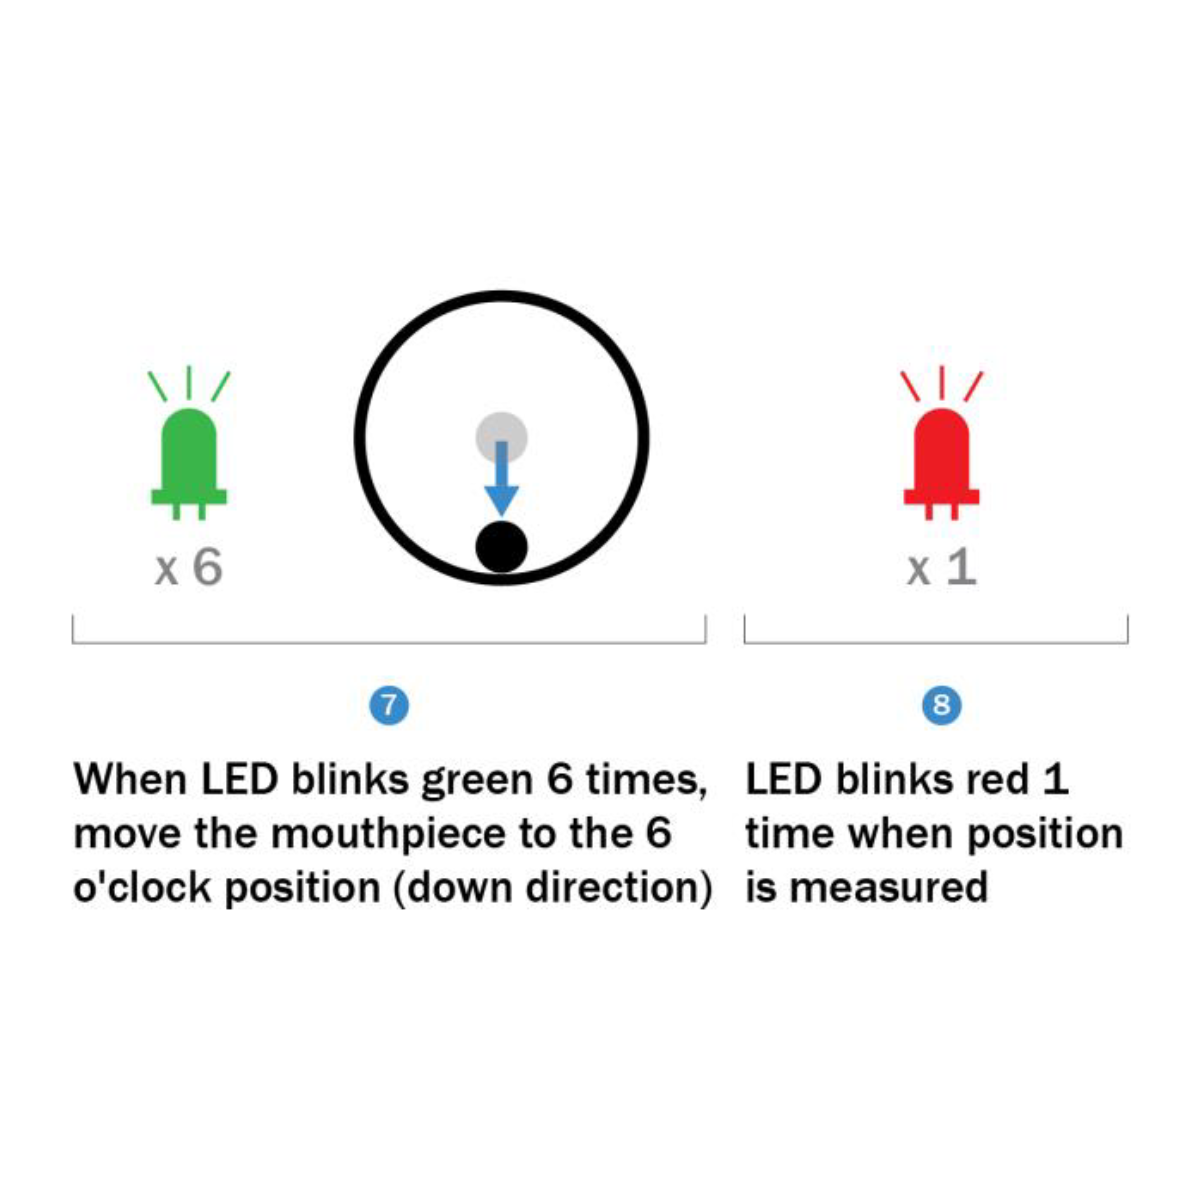 x 6
x 1
7
8
When LED blinks green 6 times,
move the mouthpiece to the 6
o'clock position (down direction)
LED blinks red 1
time when position
is measured